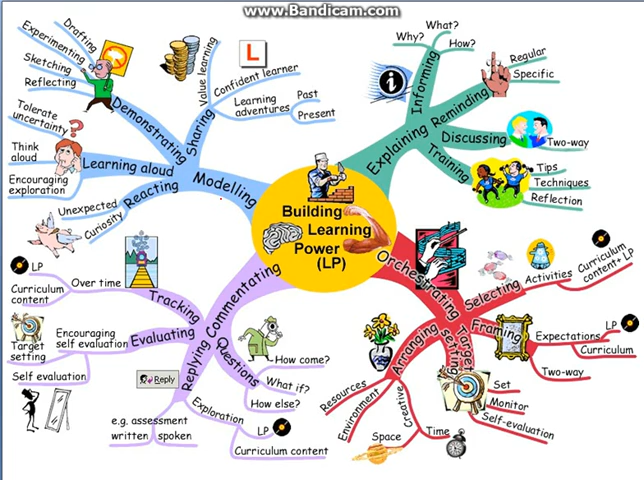 www.Bandicam.com
Building
Learning
Power
(LP)
Modelling
Demonstrating
Drafting
Experimenting
Sketching
Reflecting
Sharing
Value learning
L
Confident learner
Learning
adventures
Past
Present
Learning aloud
Tolerate
uncertainty
?
Think
aloud
Encouraging
exploration
Reacting
Unexpected
Curiosity
Explaining
Informing
Why?
What?
How?
i
Reminding
Regular
Specific
Discussing
Two-way
Training
Tips
Techniques
Reflection
Orchestrating
Selecting
Activities
Curriculum
content+ LP
Framing
Expectations
LP
Curriculum
Two-way
Target
setting
Set
Monitor
Self-evaluation
Arranging
Resources
Environment
Creative
Space
Time
Commentating
Tracking
Over time
LP
Curriculum
content
Evaluating
Encouraging
self evaluation
Target
setting
Self evaluation
Replying
Reply
e.g. assessment
written
spoken
Questions
How come?
What if?
How else?
Exploration
LP
Curriculum content